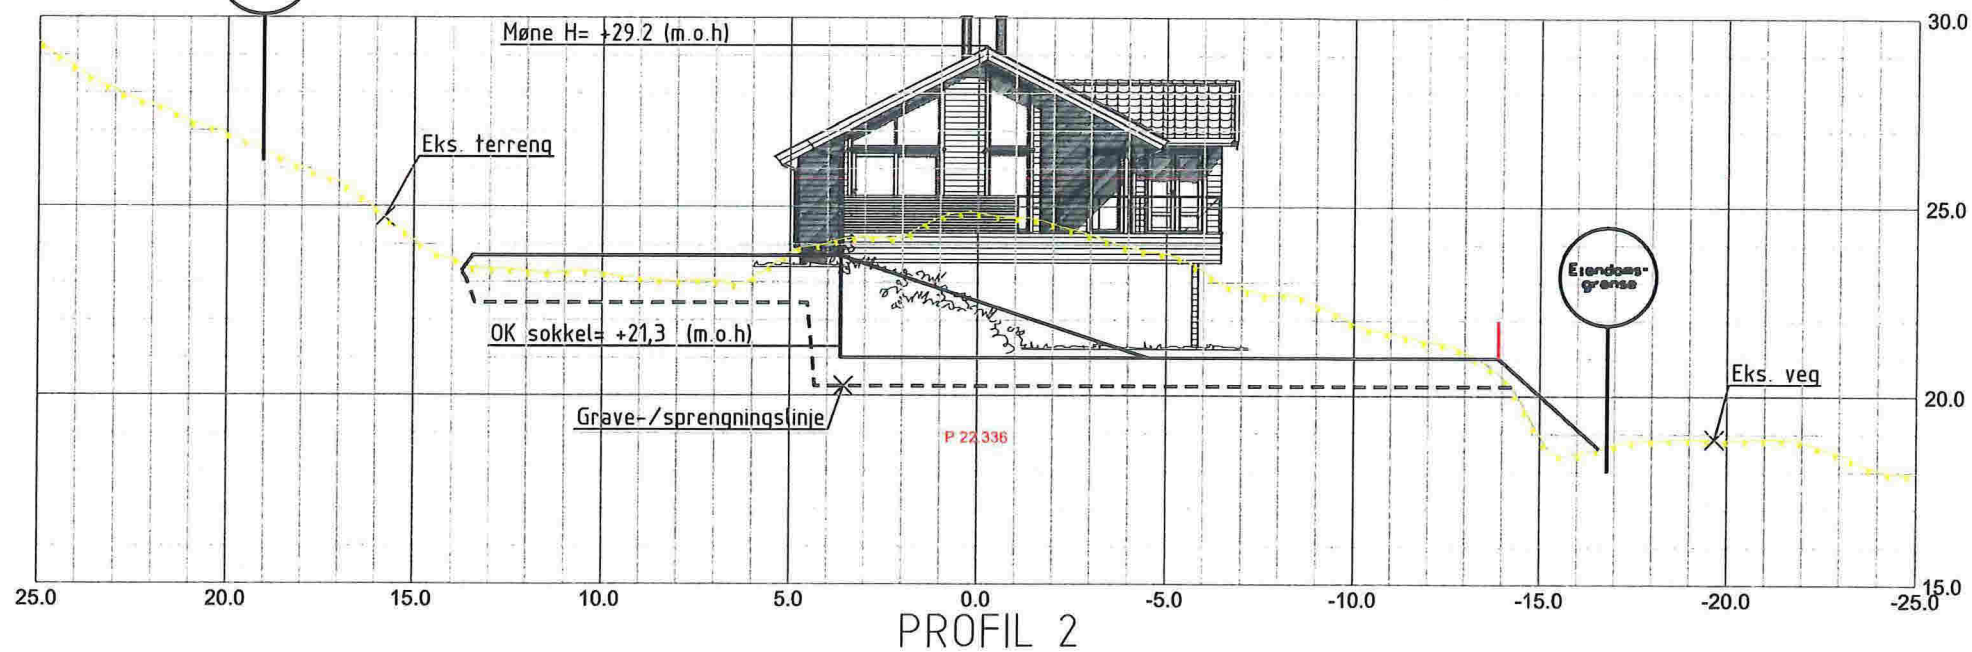 30.0
Møne H= +29.2 (m.o.h)
Eks. terreng
25.0
Eiendoms-
grense
OK sokkel= +21,3 (m.o.h)
Eks. veg
20.0
Grave-/sprengningslinje
P 22.336
15.0
25.0 20.0 15.0 10.0 5.0 0.0 -5.0 -10.0 -15.0 -20.0 -25.0
PROFIL 2